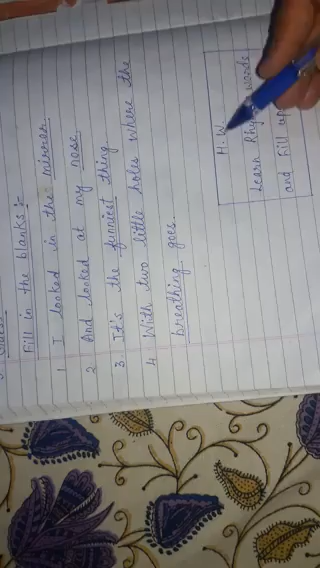 Fill in the blanks :-
1 I looked in the mirror
2 And looked at my nose
3. It's the funniest thing
4 With two little holes where the
breathing goes.
H.W.
Learn Rhy words
and Fill up